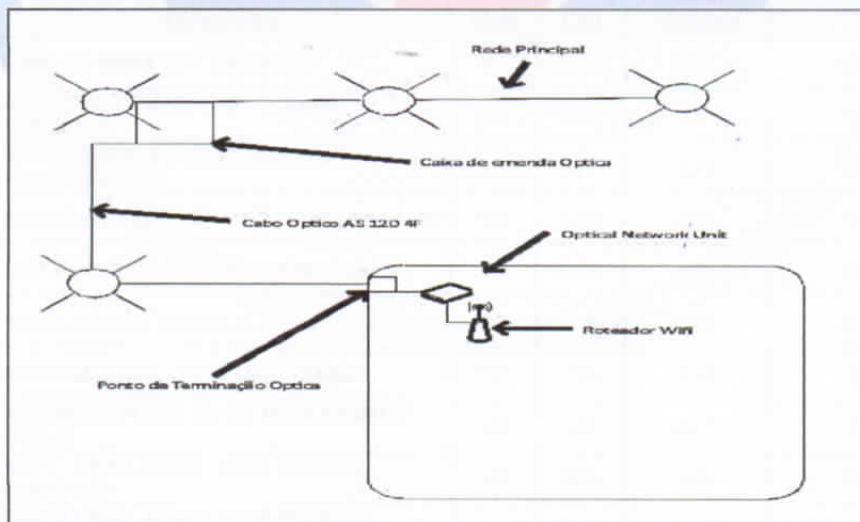 Rede Principal
Caixa de emenda Optica
Cabo Optico AS 120 4F
Optical Network Unit
Roteador Wifi
Ponto de Terminação Optica